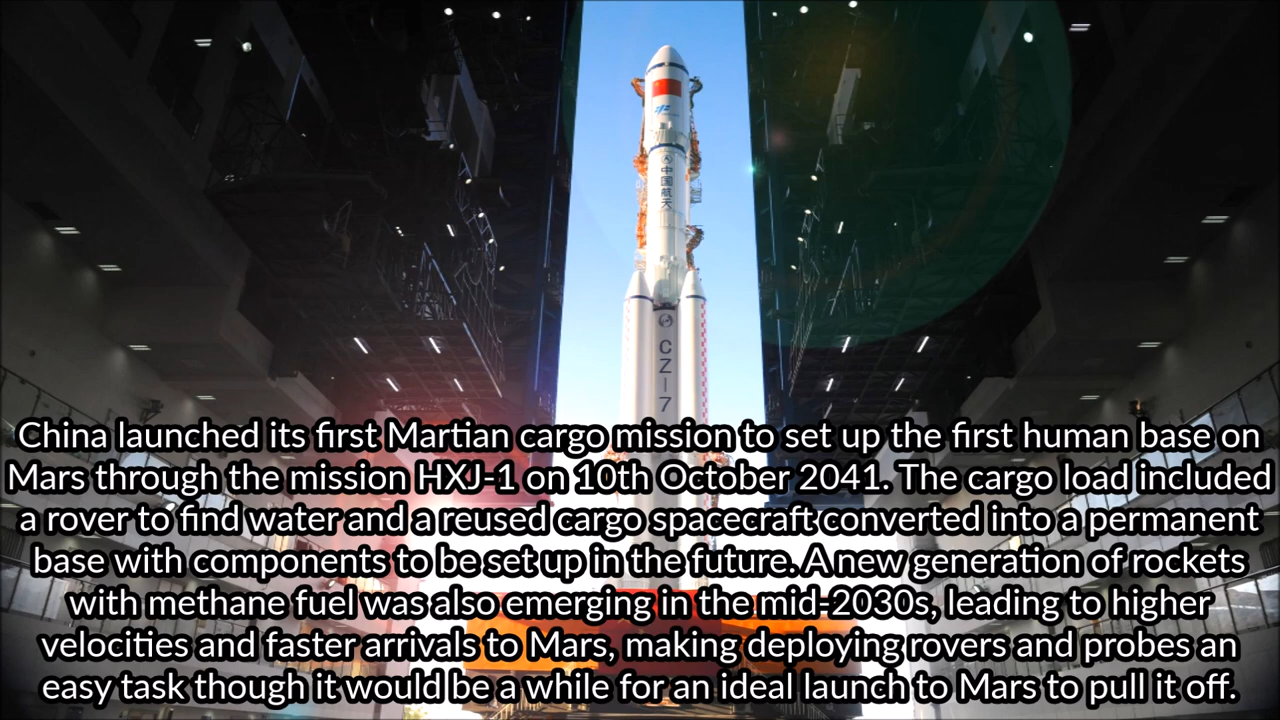 中国航天
CZ-7
China launched its first Martian cargo mission to set up the first human base on
Mars through the mission HXJ-1 on 10th October 2041. The cargo load included
a rover to find water and a reused cargo spacecraft converted into a permanent
base with components to be set up in the future. A new generation of rockets
with methane fuel was also emerging in the mid-2030s, leading to higher
velocities and faster arrivals to Mars, making deploying rovers and probes an
easy task though it would be a while for an ideal launch to Mars to pull it off.